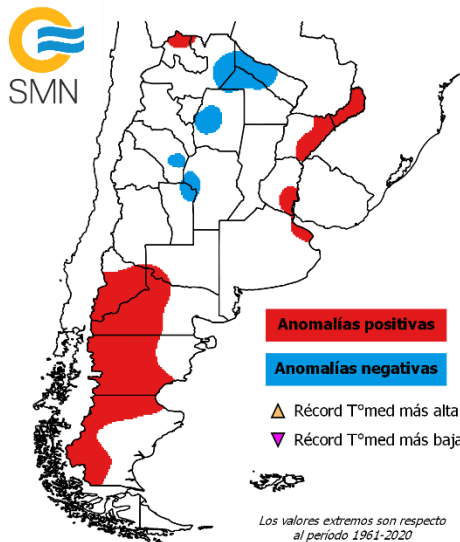 SMN
Anomalías positivas
Anomalías negativas
Récord T°med más alta
Récord T°med más baja
Los valores extremos son respecto
al período 1961-2020